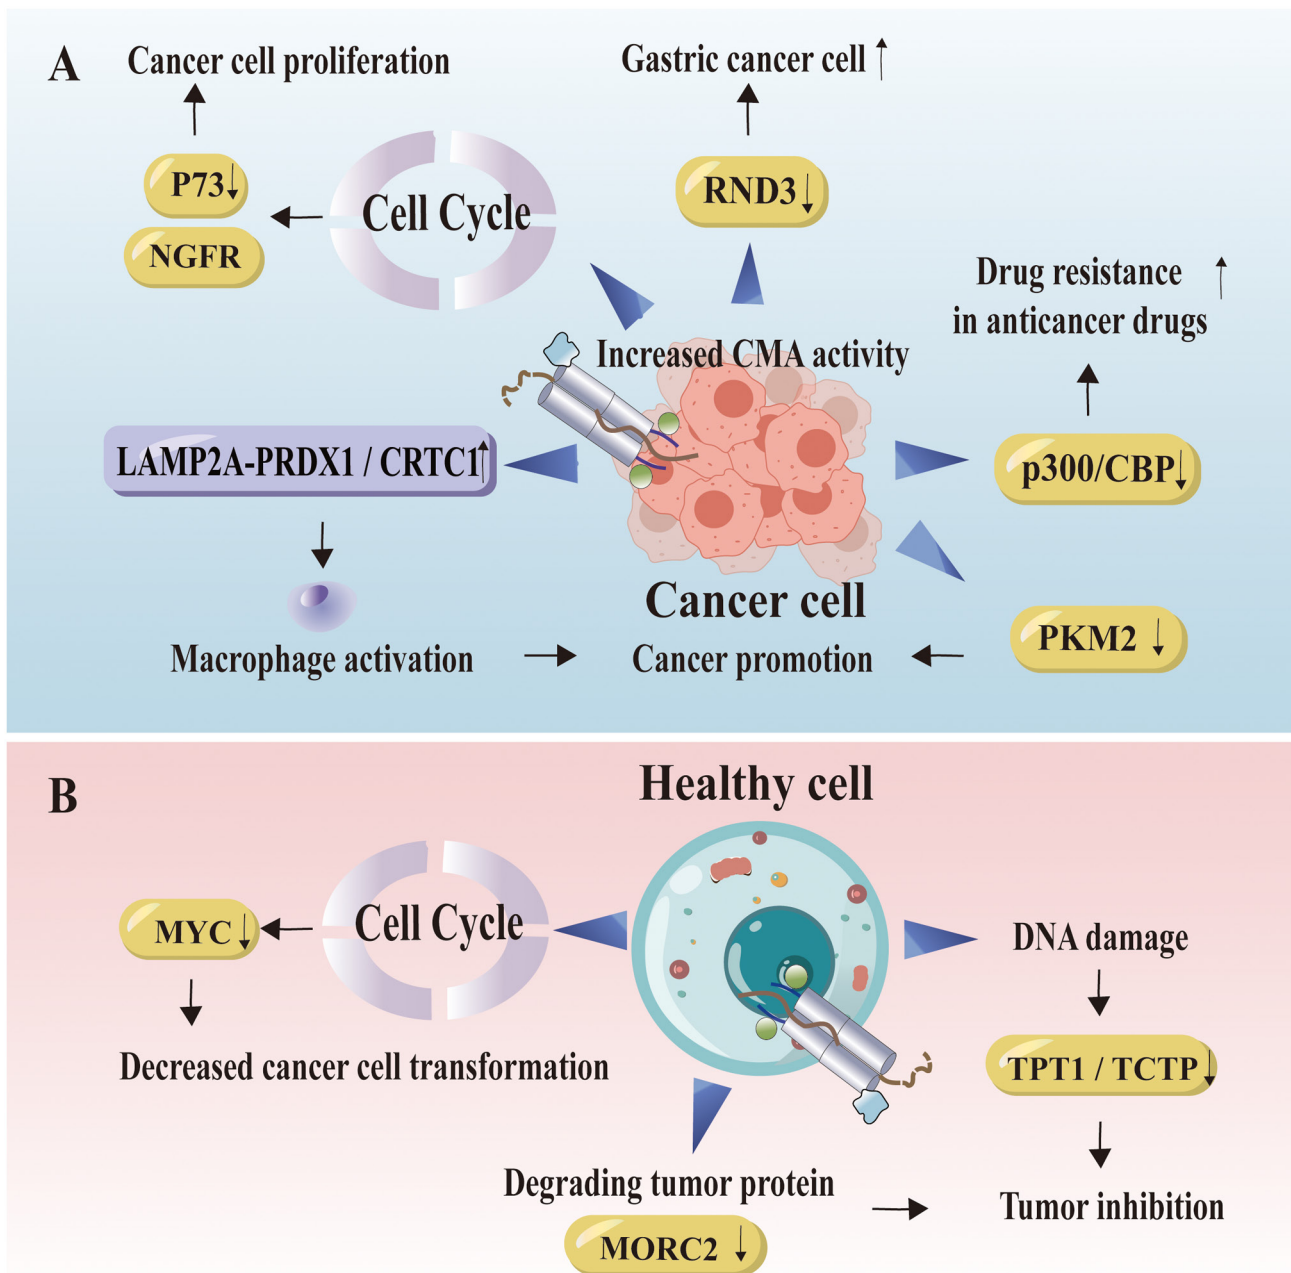 A
Cancer cell proliferation
Gastric cancer cell ↑
P73↓
NGFR
Cell Cycle
RND3↓
Drug resistance ↑
in anticancer drugs
Increased CMA activity
LAMP2A-PRDX1 / CRTC1↑
p300/CBP↓
Cancer cell
PKM2 ↓
Macrophage activation
Cancer promotion
B
Healthy cell
MYC↓
Cell Cycle
DNA damage
Decreased cancer cell transformation
TPT1 / TCTP↓
Degrading tumor protein
Tumor inhibition
MORC2 ↓